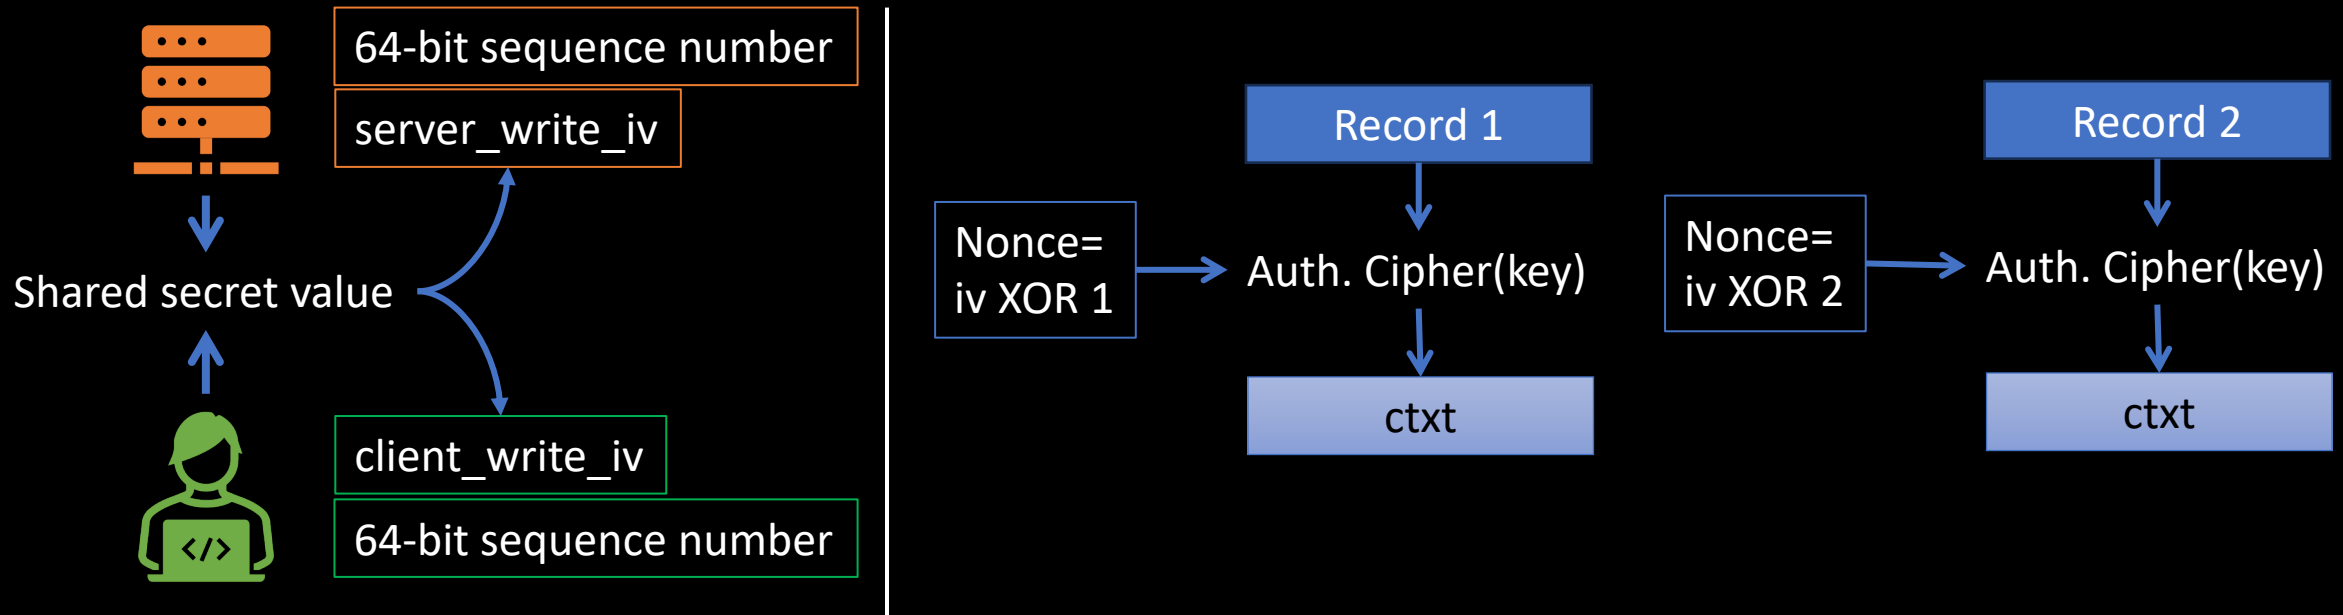 64-bit sequence number
server_write_iv
Shared secret value
client_write_iv
64-bit sequence number
</>
Record 1
Nonce=
iv XOR 1
Auth. Cipher(key)
ctxt
Record 2
Nonce=
iv XOR 2
Auth. Cipher(key)
ctxt